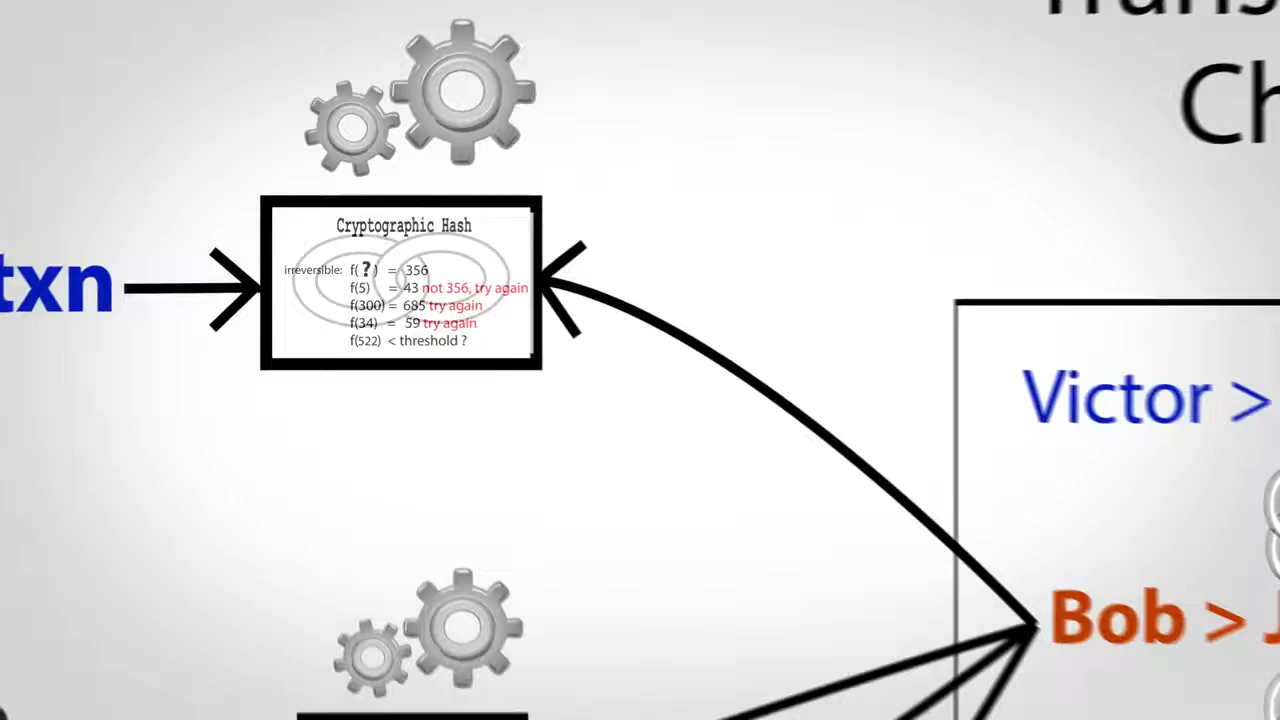 Trans
Ch
Cryptographic Hash
irreversible: f( ? ) = 356
f(5) = 43 not 356, try again
f(300) = 685 try again
f(34) = 59 try again
f(522) < threshold ?
txn
Victor >
Bob > J